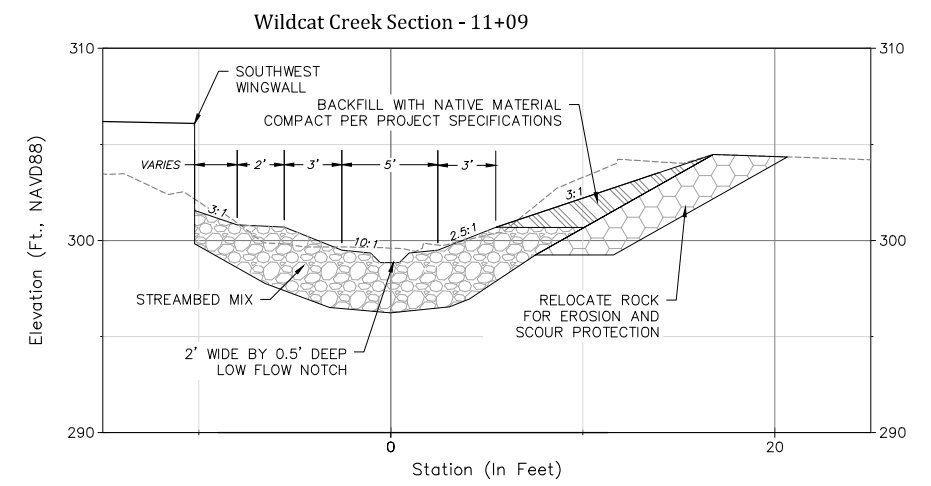 Wildcat Creek Section - 11+09
310
310
SOUTHWEST
WINGWALL
BACKFILL WITH NATIVE MATERIAL
COMPACT PER PROJECT SPECIFICATIONS
VARIES
2'
3'
5'
3'
3:1
3:1
10:1
2.5:1
300
300
STREAMBED MIX
RELOCATE ROCK
FOR EROSION AND
SCOUR PROTECTION
2' WIDE BY 0.5' DEEP
LOW FLOW NOTCH
290
290
0
20
Elevation (Ft., NAVD88)
Station (In Feet)